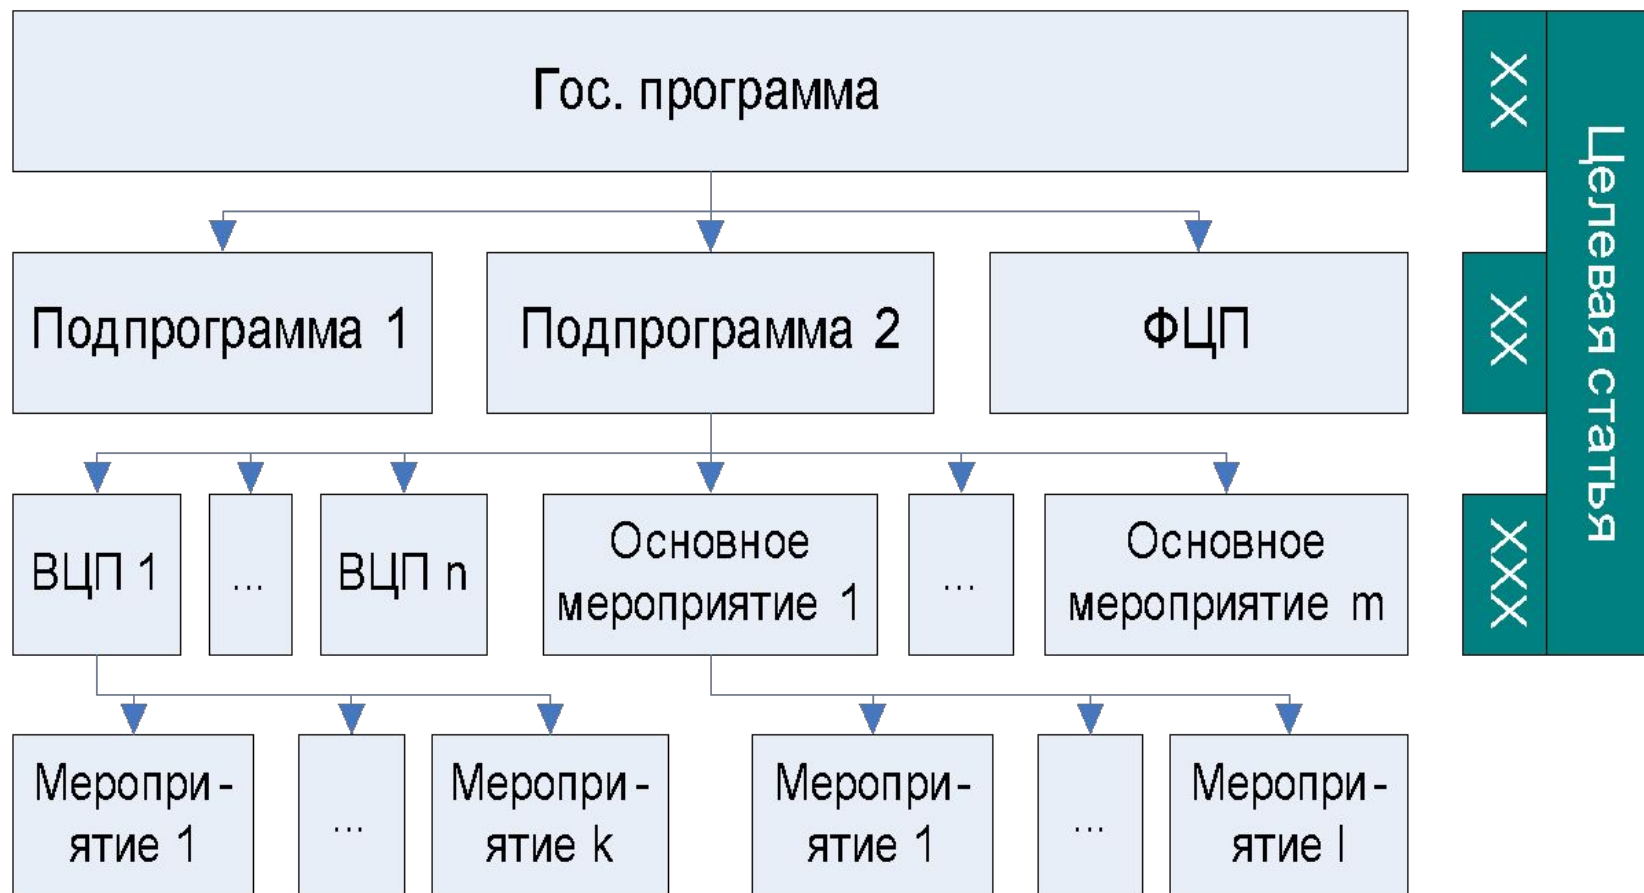 Гос. программа
Подпрограмма 1
Подпрограмма 2
ФЦП
ВЦП 1
...
ВЦП n
Основное
мероприятие 1
...
Основное
мероприятие m
Меропри-
ятие 1
...
Меропри-
ятие k
Меропри-
ятие 1
...
Меропри-
ятие l
XX
XX
XXX
Целевая статья